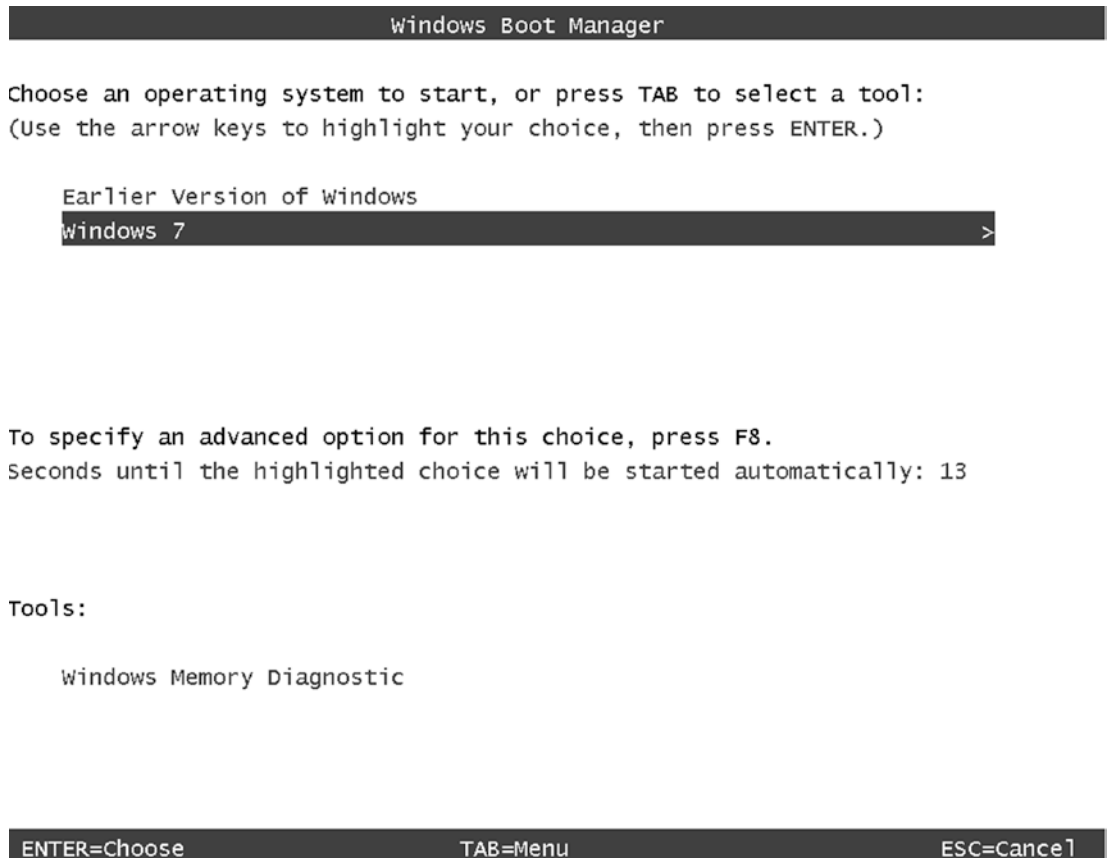 Windows Boot Manager
Choose an operating system to start, or press TAB to select a tool:
(Use the arrow keys to highlight your choice, then press ENTER.)
Earlier Version of Windows
Windows 7 >
To specify an advanced option for this choice, press F8.
Seconds until the highlighted choice will be started automatically: 13
Tools:
Windows Memory Diagnostic
ENTER=Choose TAB=Menu ESC=Cancel